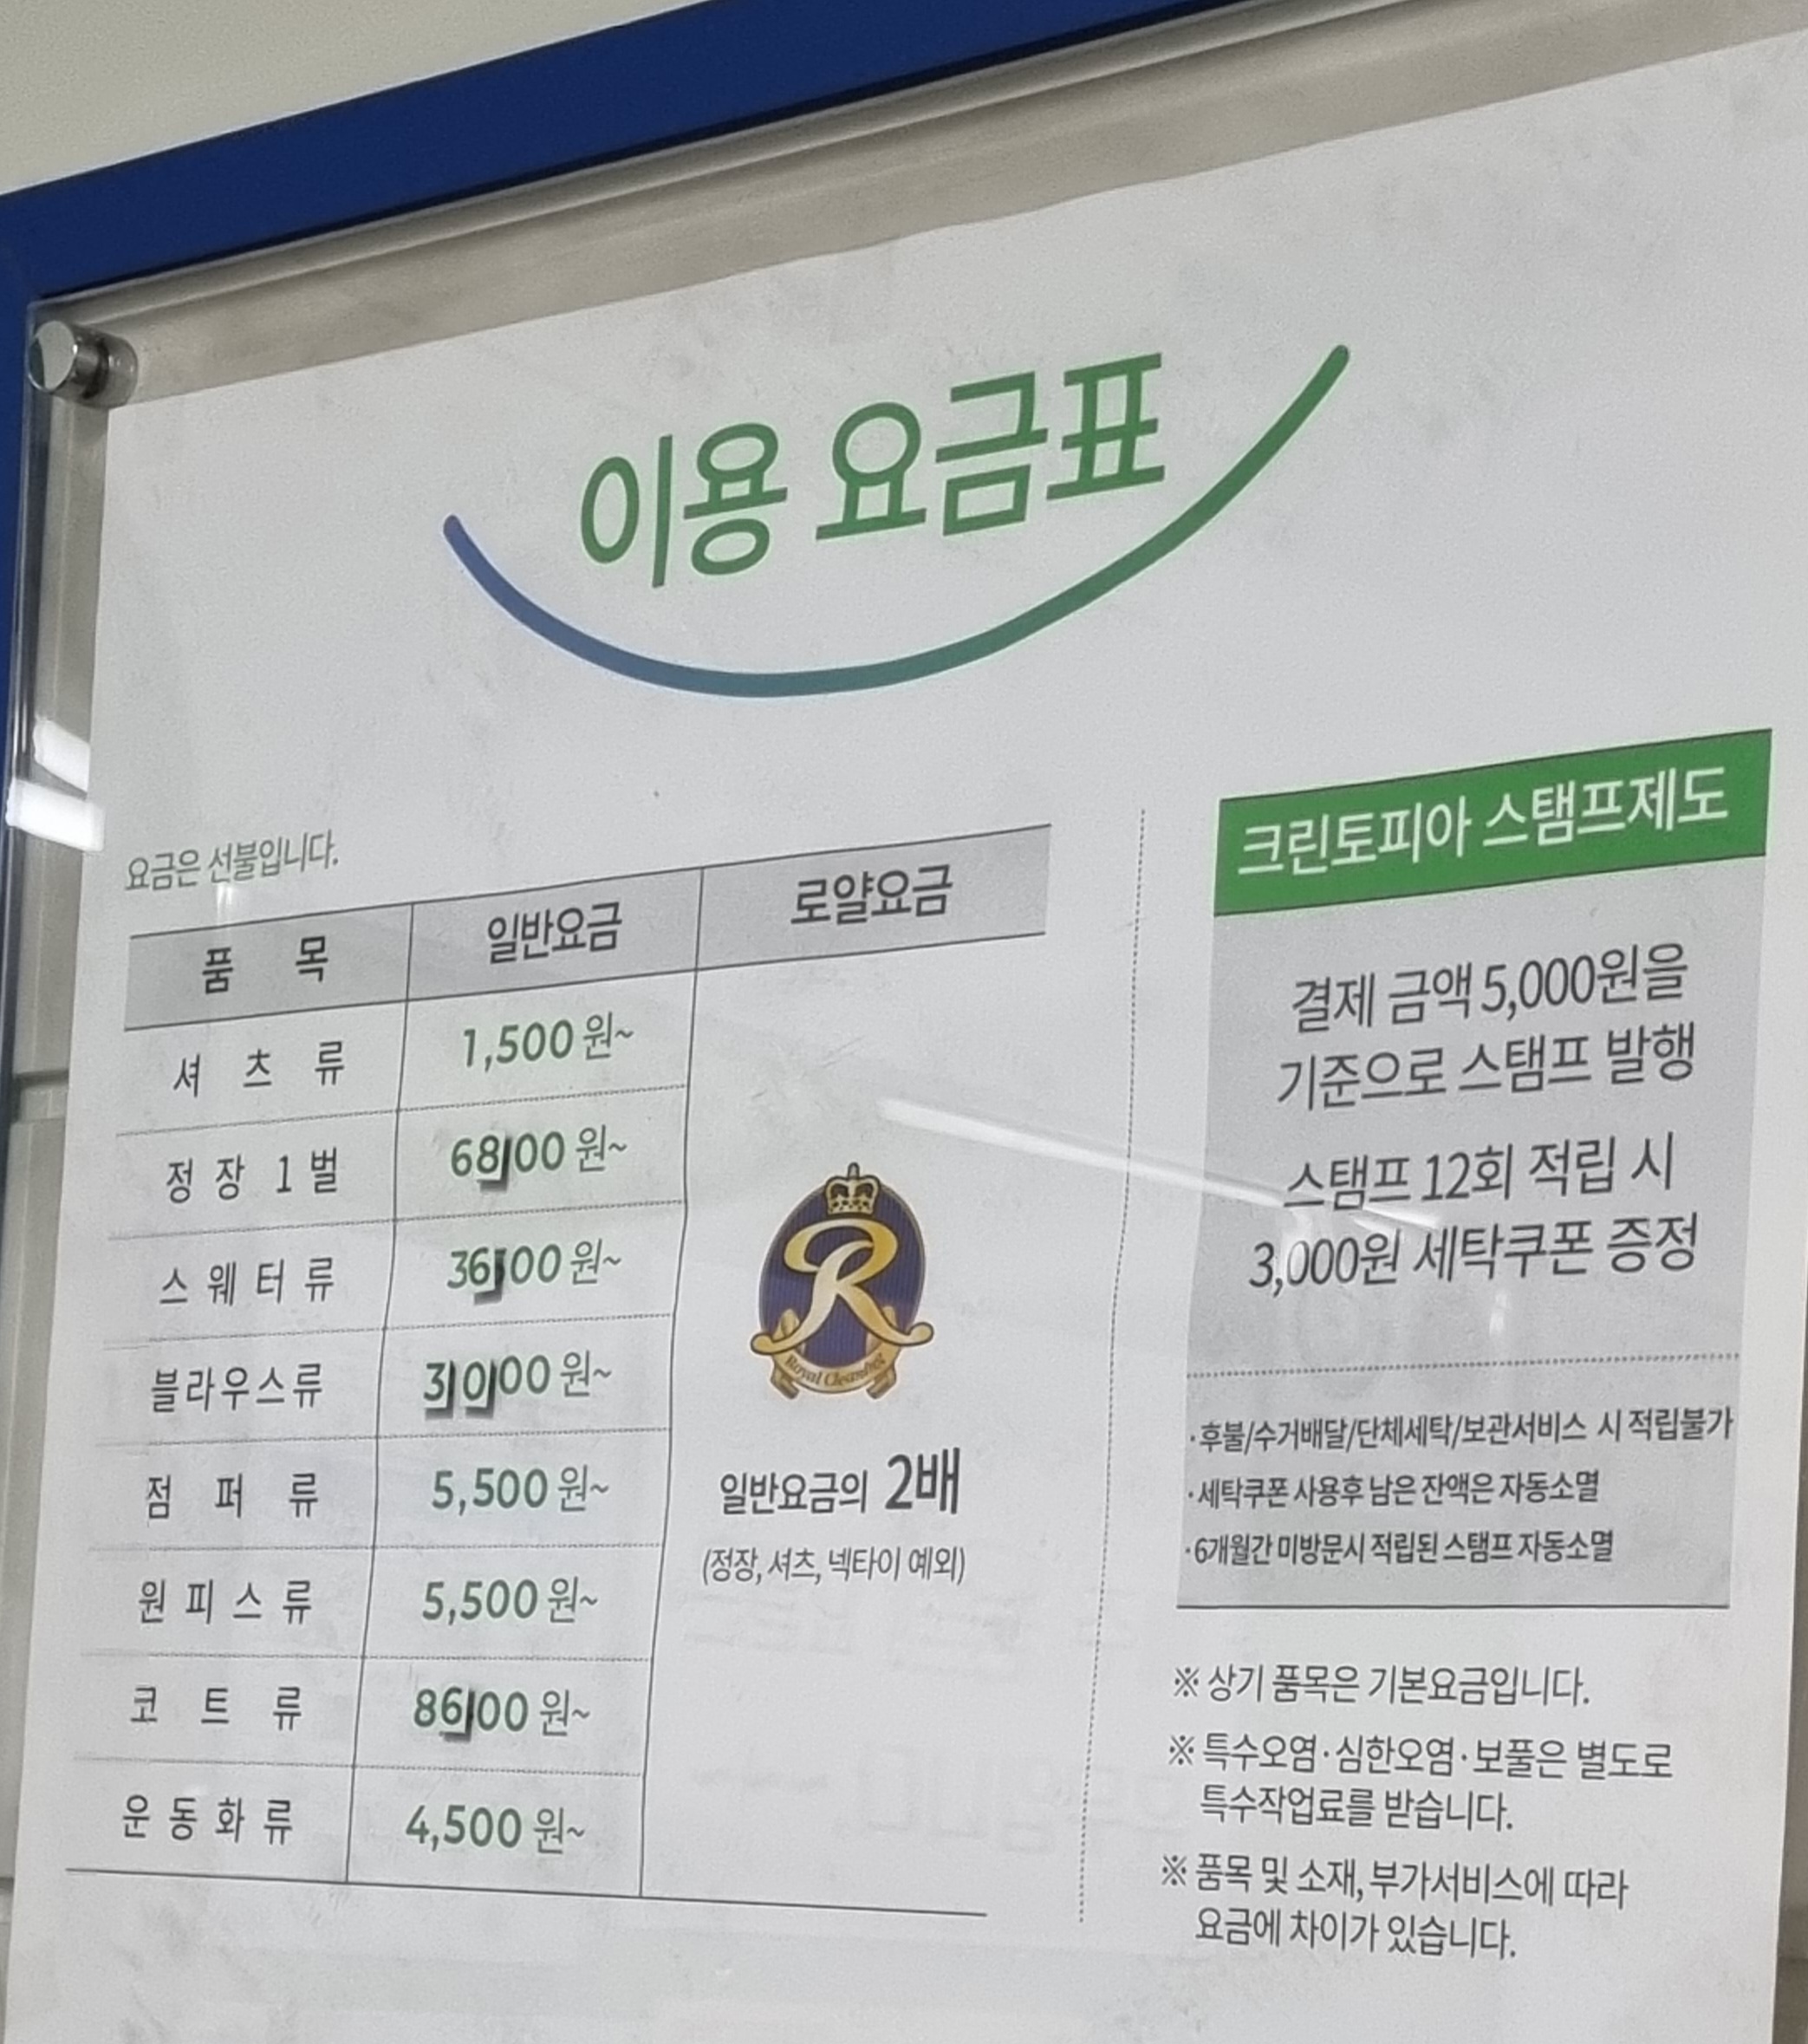 이용 요금표
요금은 선불입니다.
품 목 일반요금 로얄요금
셔 츠 류 1,500 원~
정 장 1 벌 6800 원~
스 웨 터 류 3600 원~
블라우스류 3000 원~
점 퍼 류 5,500 원~
원 피 스 류 5,500 원~
코 트 류 8600 원~
운 동 화 류 4,500 원~
R
Royal Cleaning
일반요금의 2배
(정장, 셔츠, 넥타이 예외)
크린토피아 스탬프제도
결제 금액 5,000원을
기준으로 스탬프 발행
스탬프 12회 적립 시
3,000원 세탁쿠폰 증정
·후불/수거배달/단체세탁/보관서비스 시 적립불가
·세탁쿠폰 사용후 남은 잔액은 자동소멸
·6개월간 미방문시 적립된 스탬프 자동소멸
※ 상기 품목은 기본요금입니다.
※ 특수오염·심한오염·보풀은 별도로
특수작업료를 받습니다.
※ 품목 및 소재, 부가서비스에 따라
요금에 차이가 있습니다.